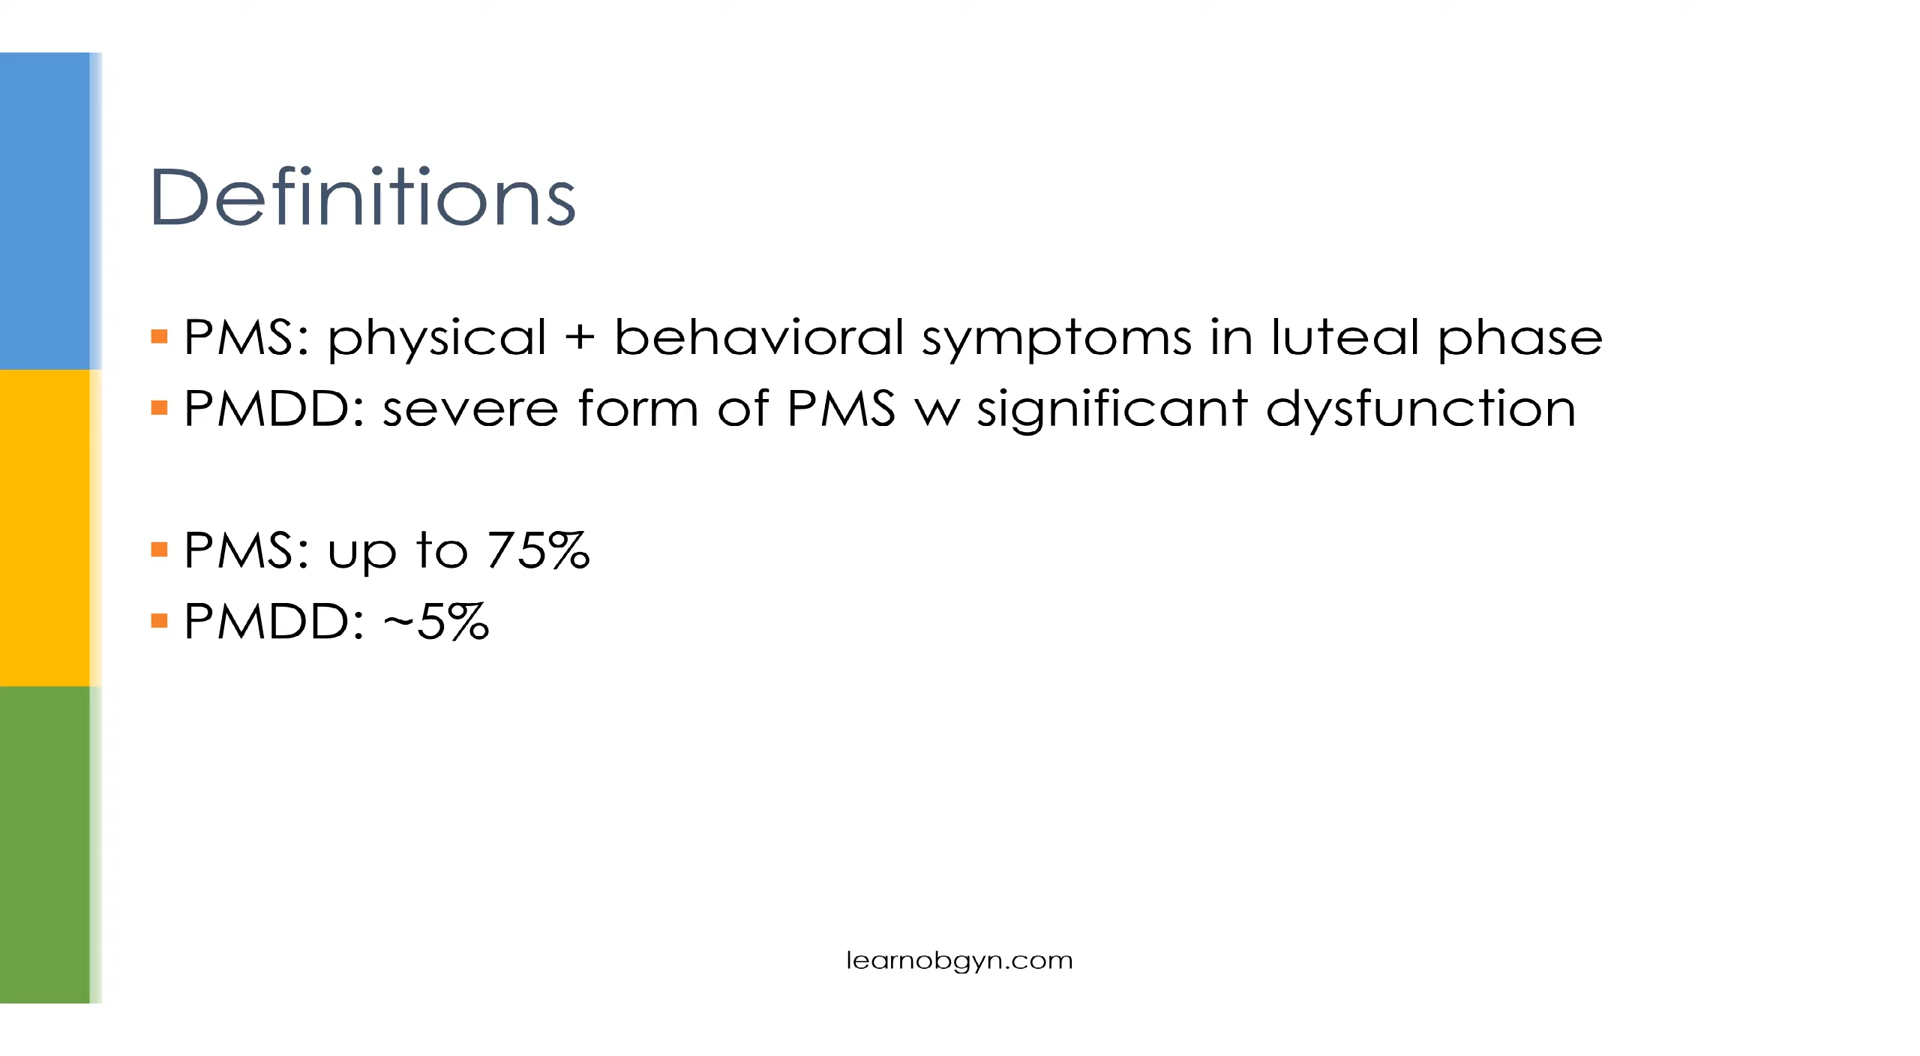 Definitions
PMS: physical + behavioral symptoms in luteal phase
PMDD: severe form of PMS w significant dysfunction
PMS: up to 75%
PMDD: ~5%
learnobgyn.com